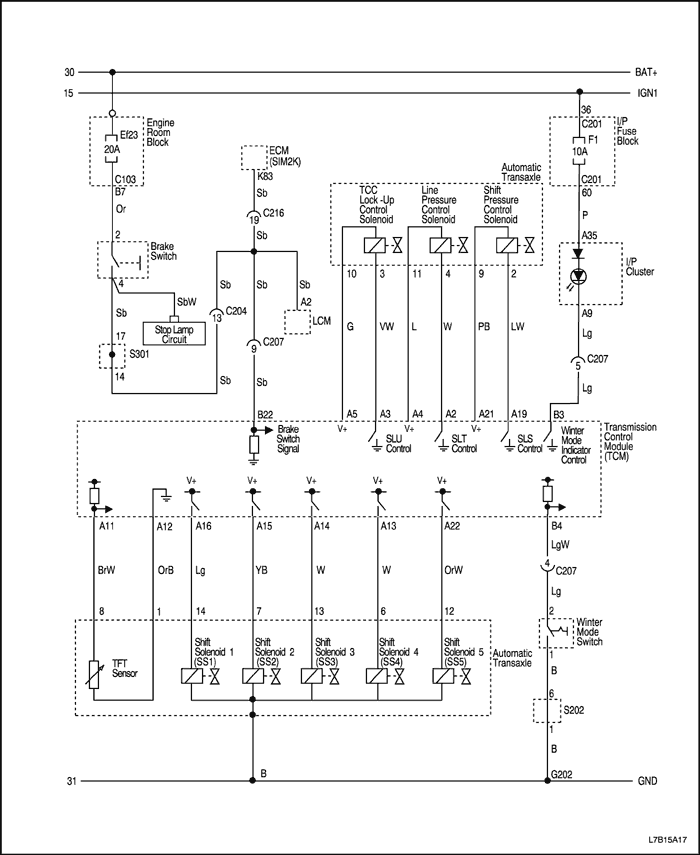 30 BAT+
15 IGN1
Ef23
20A
Engine
Room
Block
C103
B7
Or
2
Brake
Switch
4
SbW
Stop Lamp
Circuit
Sb
17
S301
14
Sb
13
C204
Sb
ECM
(SIM2K)
K83
Sb
19
C216
Sb
Sb
Sb
A2
LCM
9
C207
Sb
B22
Automatic
Transaxle
TCC
Lock -Up
Control
Solenoid
Line
Pressure
Control
Solenoid
Shift
Pressure
Control
Solenoid
10 3 11 4 9 2
G VW L W PB LW
A5 A3 A4 A2 A21 A19 B3
36
C201
F1
10A
I/P
Fuse
Block
C201
60
P
A35
I/P
Cluster
A9
Lg
C207
5
Lg
Brake
Switch
Signal
V+ V+ V+
SLU
Control
SLT
Control
SLS
Control
Winter
Mode
Indicator
Control
Transmission
Control
Module
(TCM)
V+ V+ V+ V+ V+
A11 A12 A16 A15 A14 A13 A22 B4
BrW OrB Lg YB W W OrW
8 1 14 7 13 6 12
LgW
4
C207
Lg
2
Winter
Mode
Switch
1
B
6
S202
1
B
G202
TFT
Sensor
Shift
Solenoid 1
(SS1)
Shift
Solenoid 2
(SS2)
Shift
Solenoid 3
(SS3)
Shift
Solenoid 4
(SS4)
Shift
Solenoid 5
(SS5)
Automatic
Transaxle
B
31 GND
L7B15A17